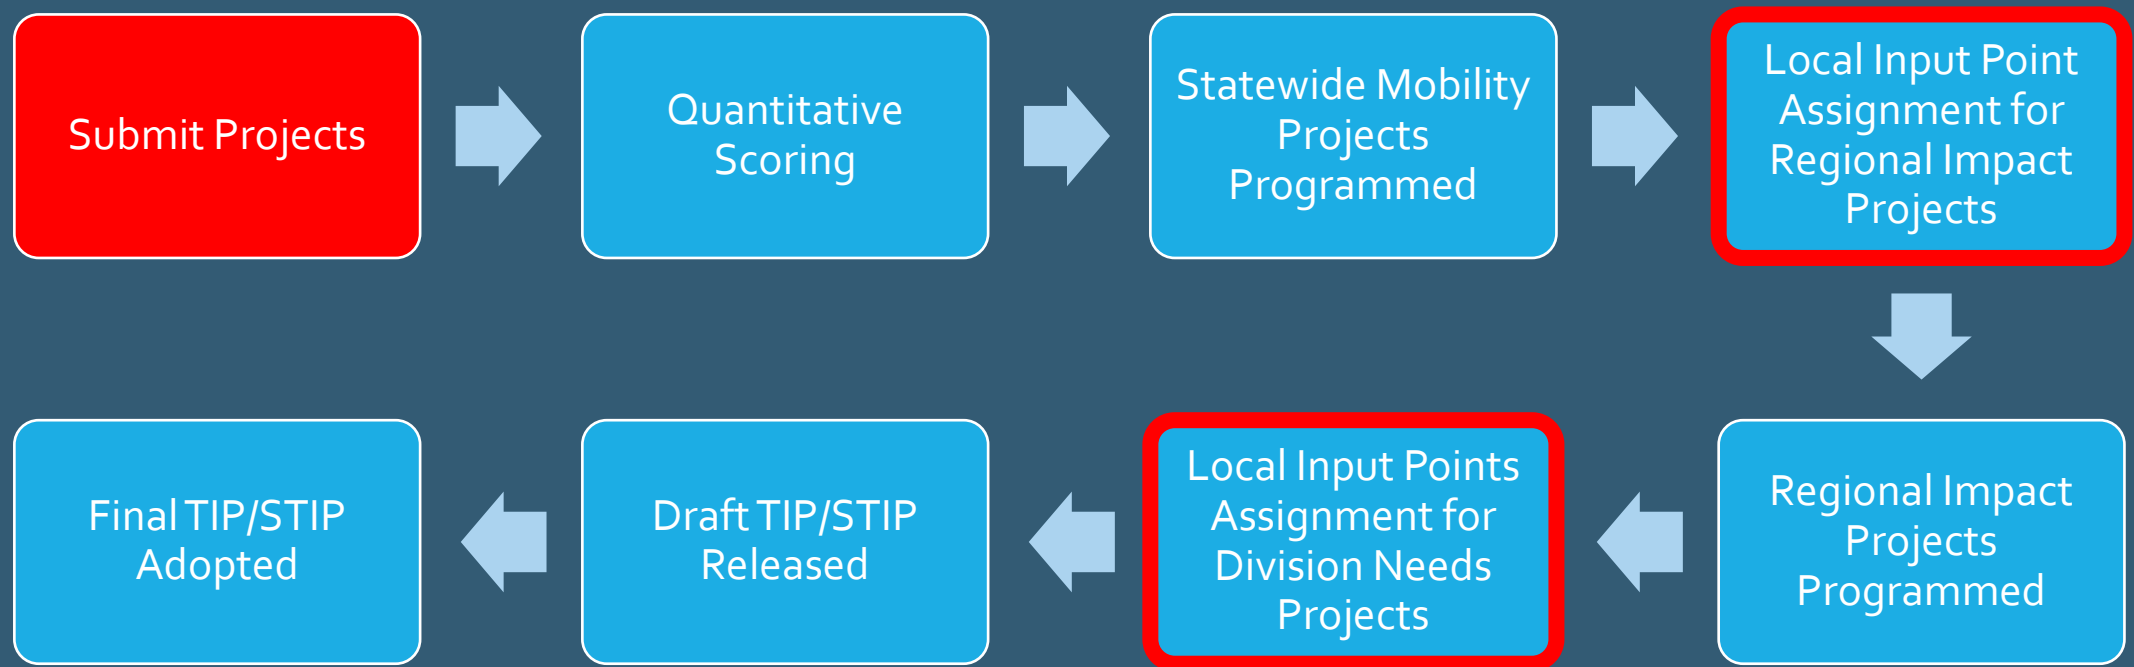 Submit Projects
Quantitative
Scoring
Statewide Mobility
Projects
Programmed
Local Input Point
Assignment for
Regional Impact
Projects
Regional Impact
Projects
Programmed
Local Input Points
Assignment for
Division Needs
Projects
Draft TIP/STIP
Released
Final TIP/STIP
Adopted